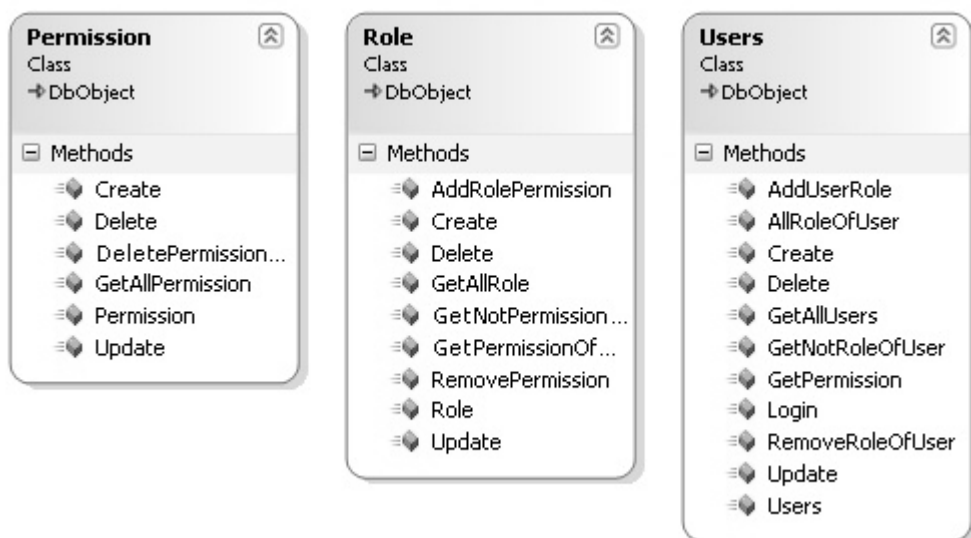 Permission
Class
DbObject
Methods
Create
Delete
DeletePermission...
GetAllPermission
Permission
Update
Role
Class
DbObject
Methods
AddRolePermission
Create
Delete
GetAllRole
GetNotPermission...
GetPermissionOf...
RemovePermission
Role
Update
Users
Class
DbObject
Methods
AddUserRole
AllRoleOfUser
Create
Delete
GetAllUsers
GetNotRoleOfUser
GetPermission
Login
RemoveRoleOfUser
Update
Users